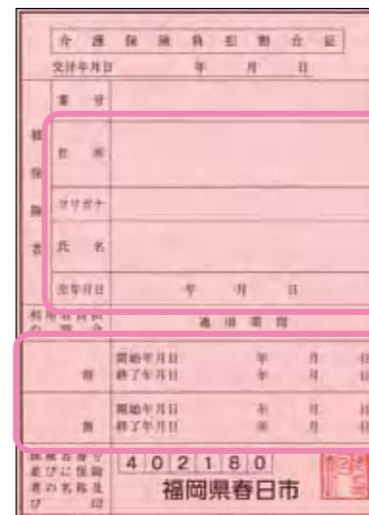 介護保険負担割合証
交付年月日 年 月 日
番号
被保険者
住所
フリガナ
氏名
生年月日 年 月 日
利用者負担の割合 適用期間
割 開始年月日 年 月 日
終了年月日 年 月 日
割 開始年月日 年 月 日
終了年月日 年 月 日
保険者番号並びに保険者の名称及び印
402180
福岡県春日市